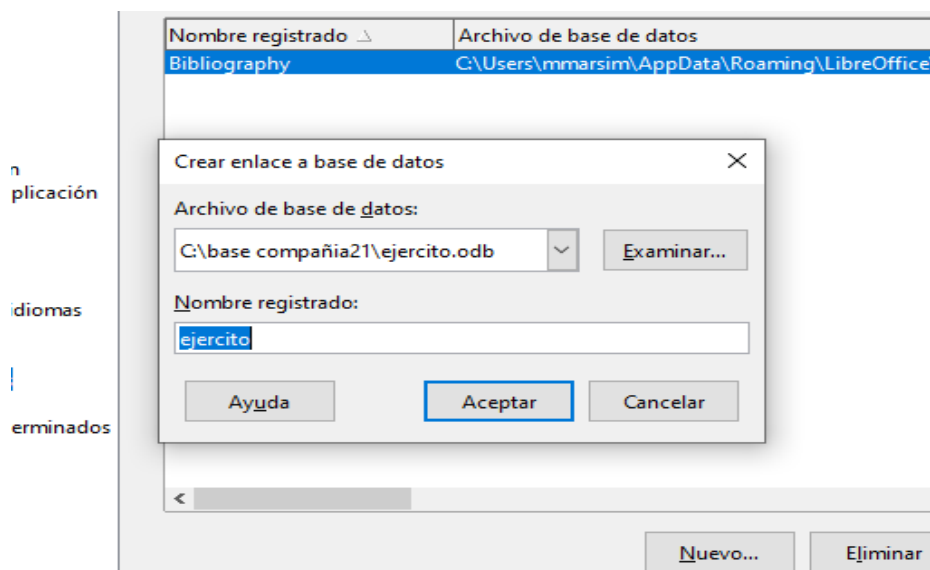 Nombre registrado Archivo de base de datos
Bibliography C:\Users\mmarsim\AppData\Roaming\LibreOffice\
Crear enlace a base de datos
n
plicación
Archivo de base de datos:
C:\base compañia21\ejercito.odb
Examinar...
Nombre registrado:
idiomas
ejercito
Ayuda Aceptar Cancelar
erminados
<
Nuevo... Eliminar